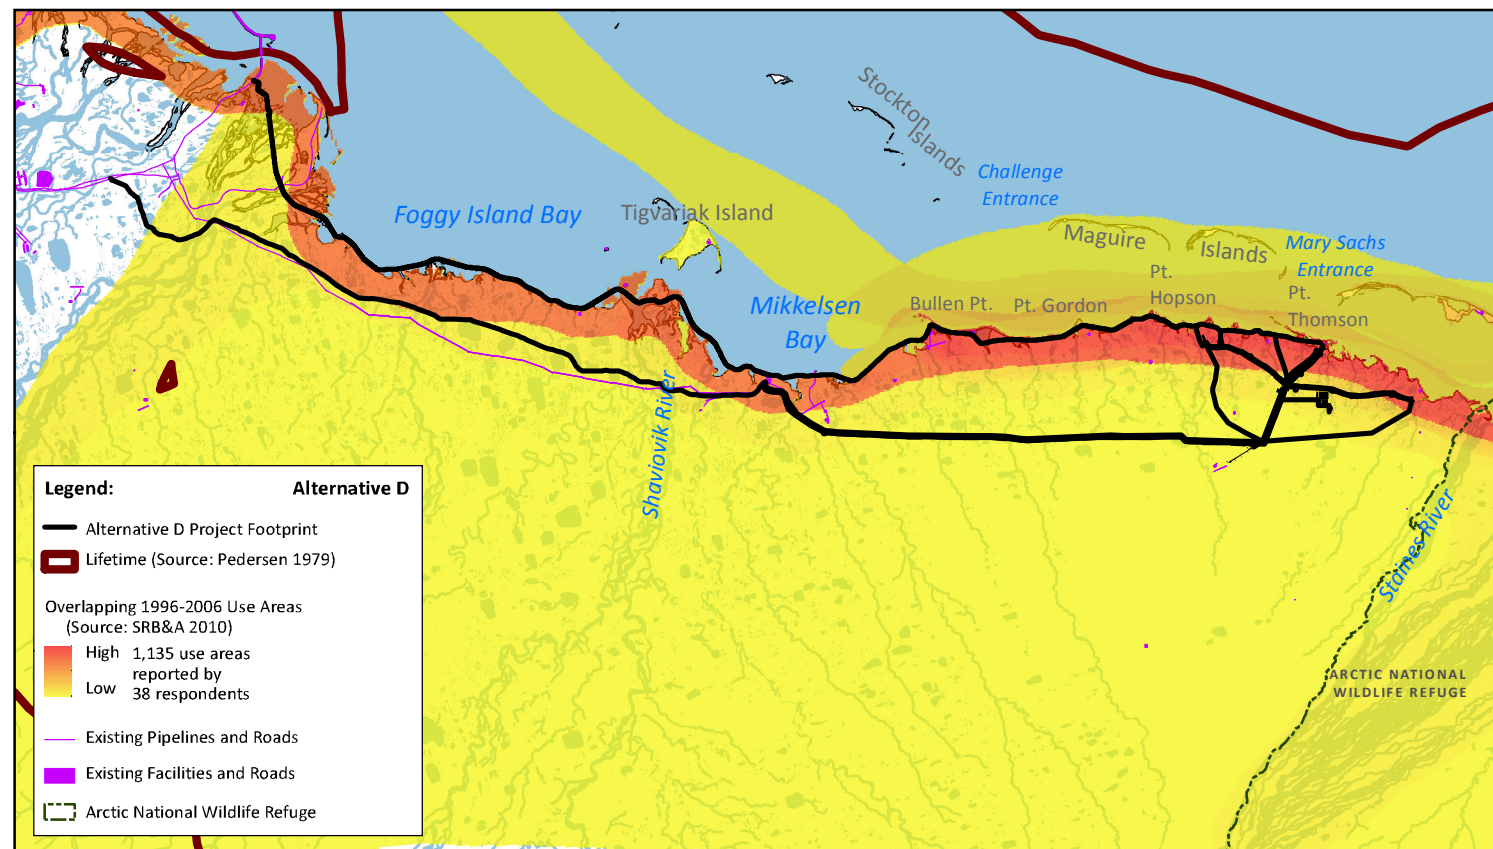 Stockton
Islands
Challenge
Entrance
Foggy Island Bay
Tigvariak Island
Maguire
Islands
Mary Sachs
Entrance
Pt.
Hopson
Pt.
Thomson
Mikkelsen
Bay
Bullen Pt.
Pt. Gordon
H
Shaviovik River
Staines River
ARCTIC NATIONAL
WILDLIFE REFUGE
Legend:
Alternative D
Alternative D Project Footprint
Lifetime (Source: Pedersen 1979)
Overlapping 1996-2006 Use Areas
(Source: SRB&A 2010)
High 1,135 use areas
reported by
Low 38 respondents
Existing Pipelines and Roads
Existing Facilities and Roads
Arctic National Wildlife Refuge